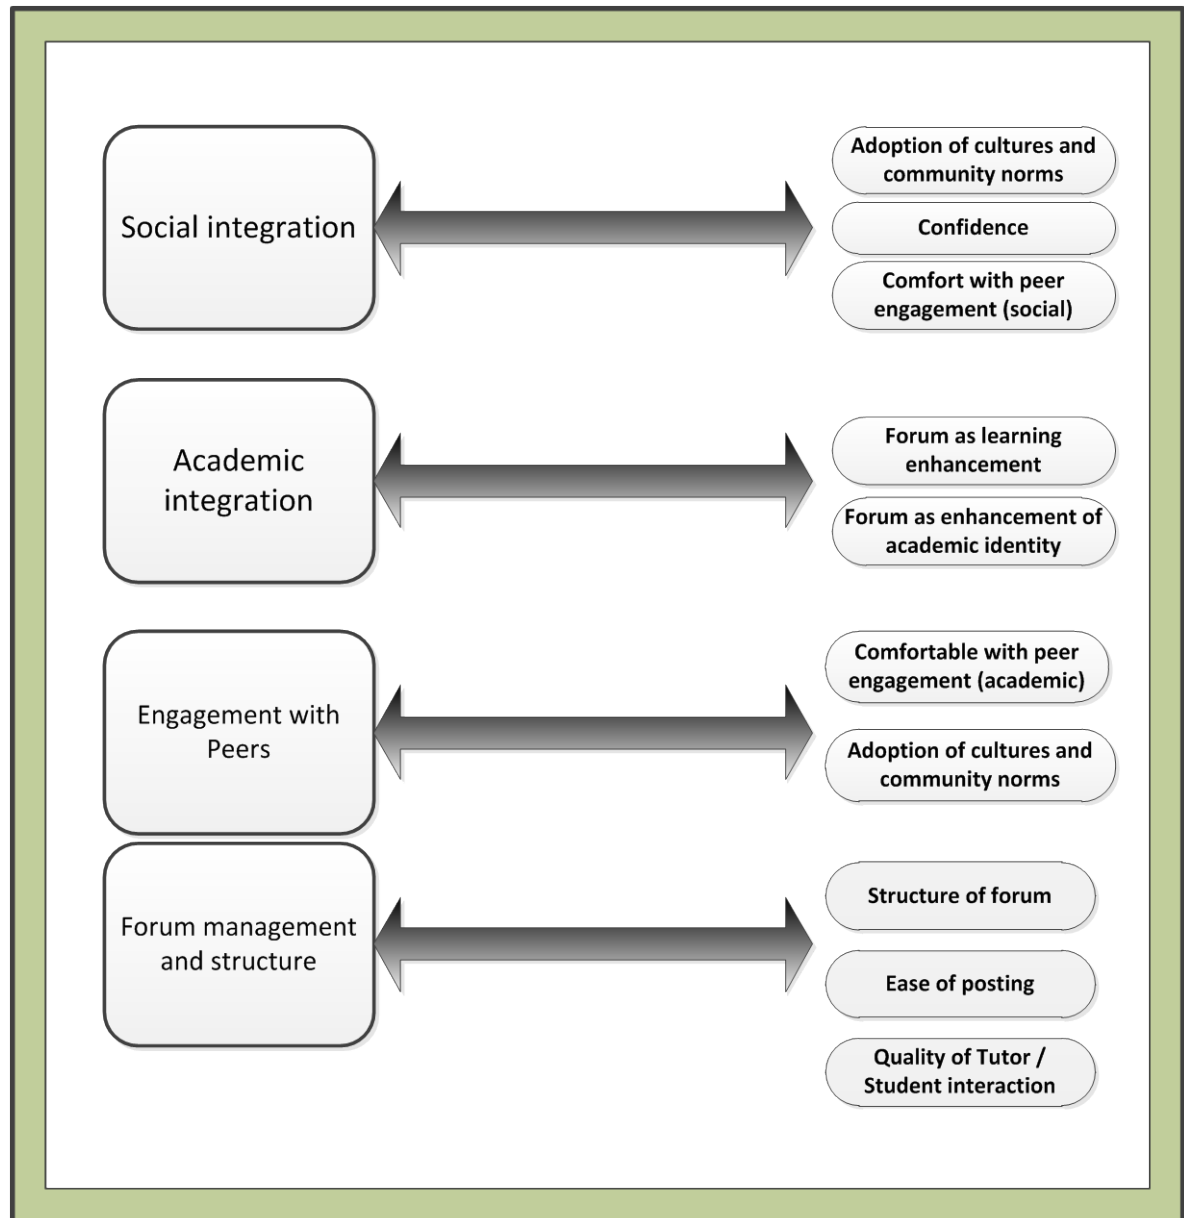 Social integration
Adoption of cultures and
community norms
Confidence
Comfort with peer
engagement (social)
Academic
integration
Forum as learning
enhancement
Forum as enhancement of
academic identity
Engagement with
Peers
Comfortable with peer
engagement (academic)
Adoption of cultures and
community norms
Forum management
and structure
Structure of forum
Ease of posting
Quality of Tutor /
Student interaction